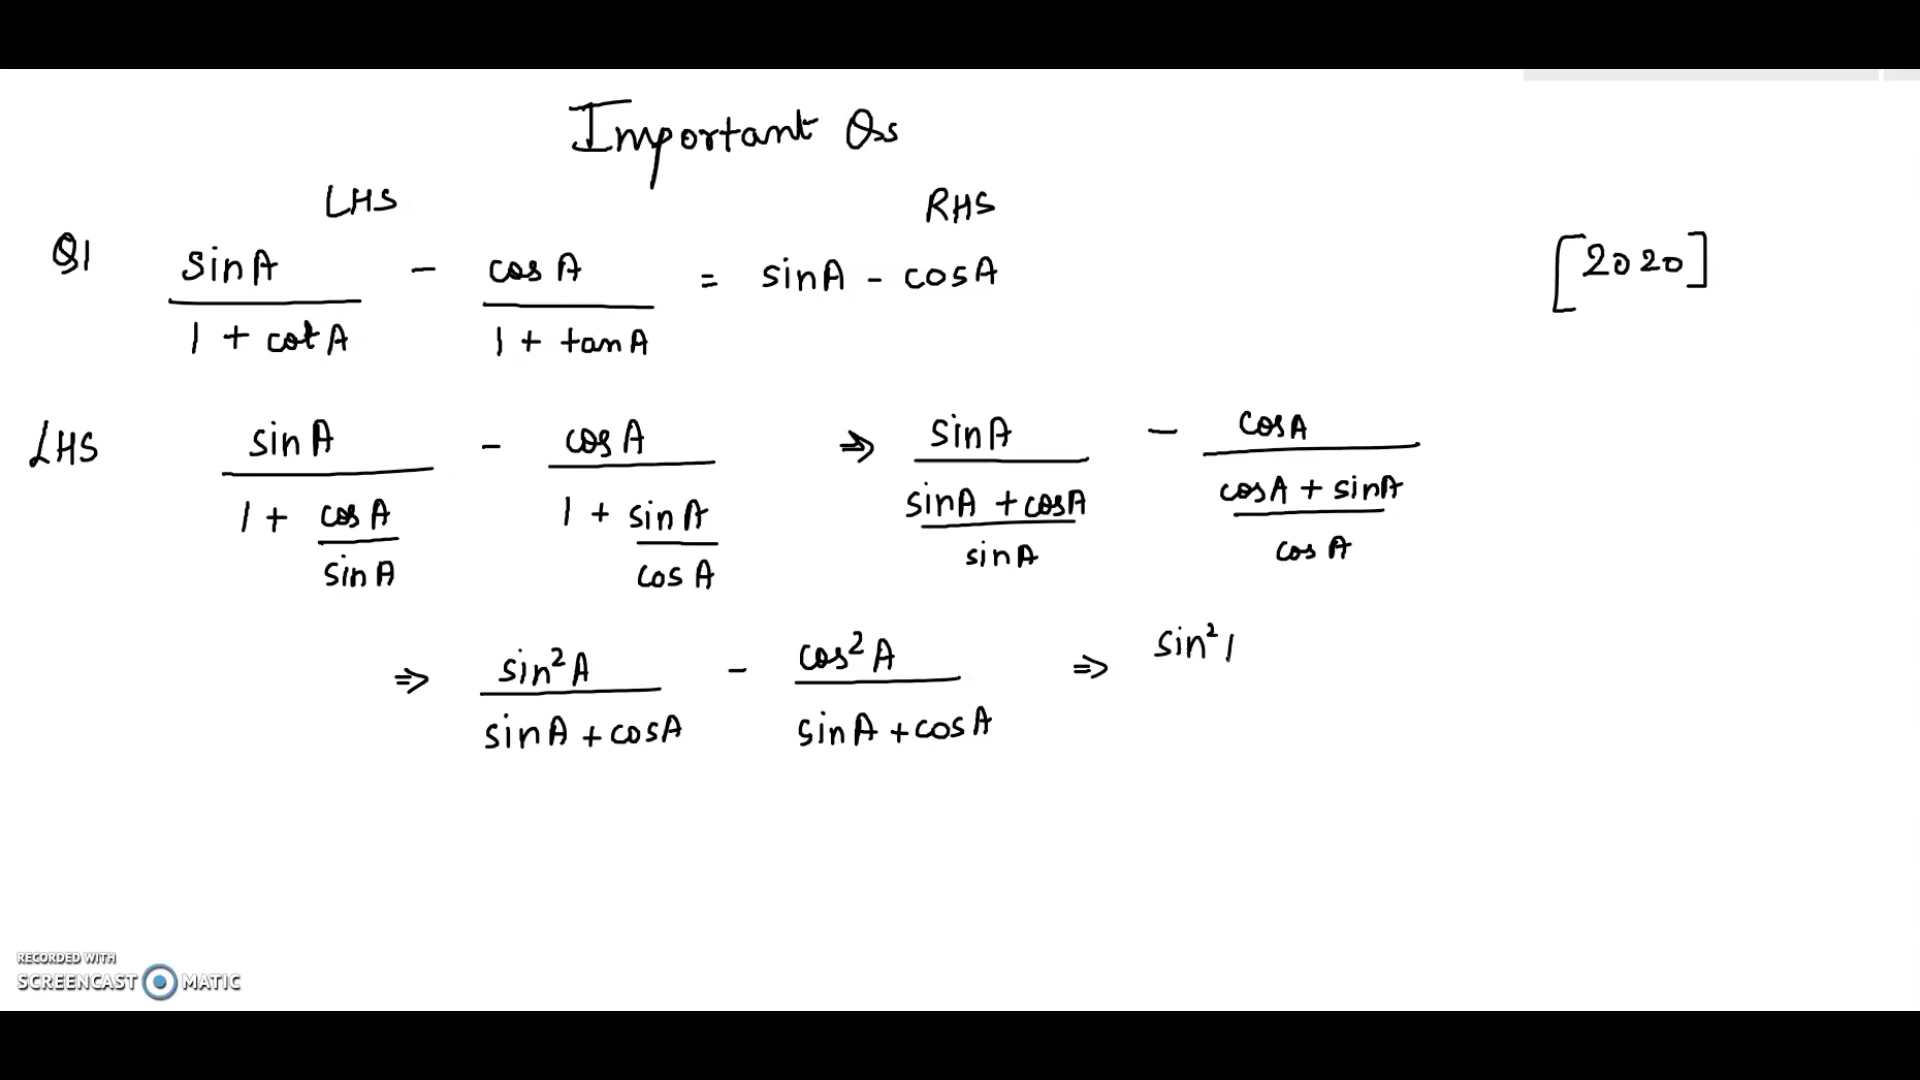 Important Qs
LHS RHS
Q1 sinA / 1 + cotA - cosA / 1 + tanA = sinA - cosA [2020]
LHS sinA / 1 + cosA / sinA - cosA / 1 + sinA / cosA ⇒ sinA / sinA + cosA / sinA - cosA / cosA + sinA / cosA
⇒ sin²A / sinA + cosA - cos²A / sinA + cosA ⇒ sin²
RECORDED WITH
SCREENCAST MATIC